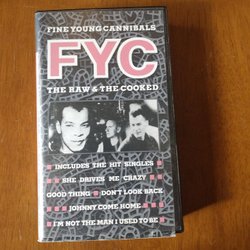 FINE YOUNG CANNIBALS
FYC
THE RAW & THE COOKED
INCLUDES THE HIT SINGLES
SHE DRIVES ME CRAZY
GOOD THING DON'T LOOK BACK
JOHNNY COME HOME
I'M NOT THE MAN I USED TO BE